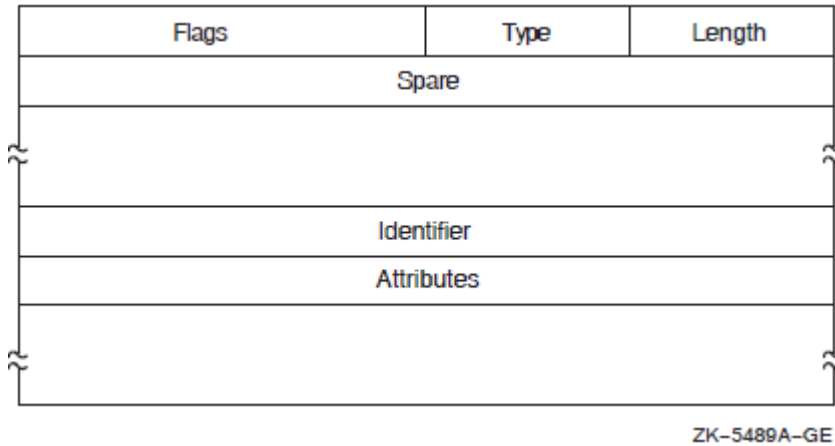 Flags Type Length
Spare
Identifier
Attributes
ZK–5489A–GE